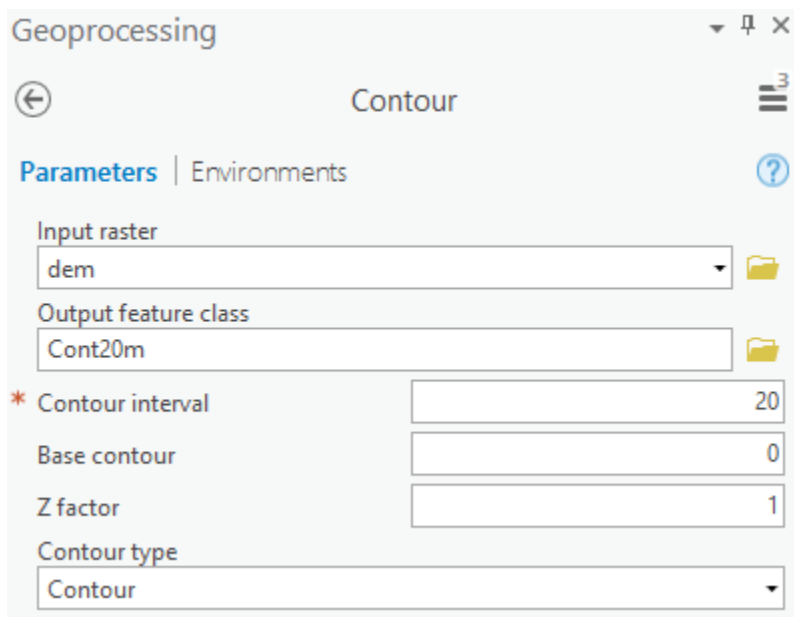 Geoprocessing
Contour
3
Parameters | Environments
?
Input raster
dem
Output feature class
Cont20m
* Contour interval 20
Base contour 0
Z factor 1
Contour type
Contour